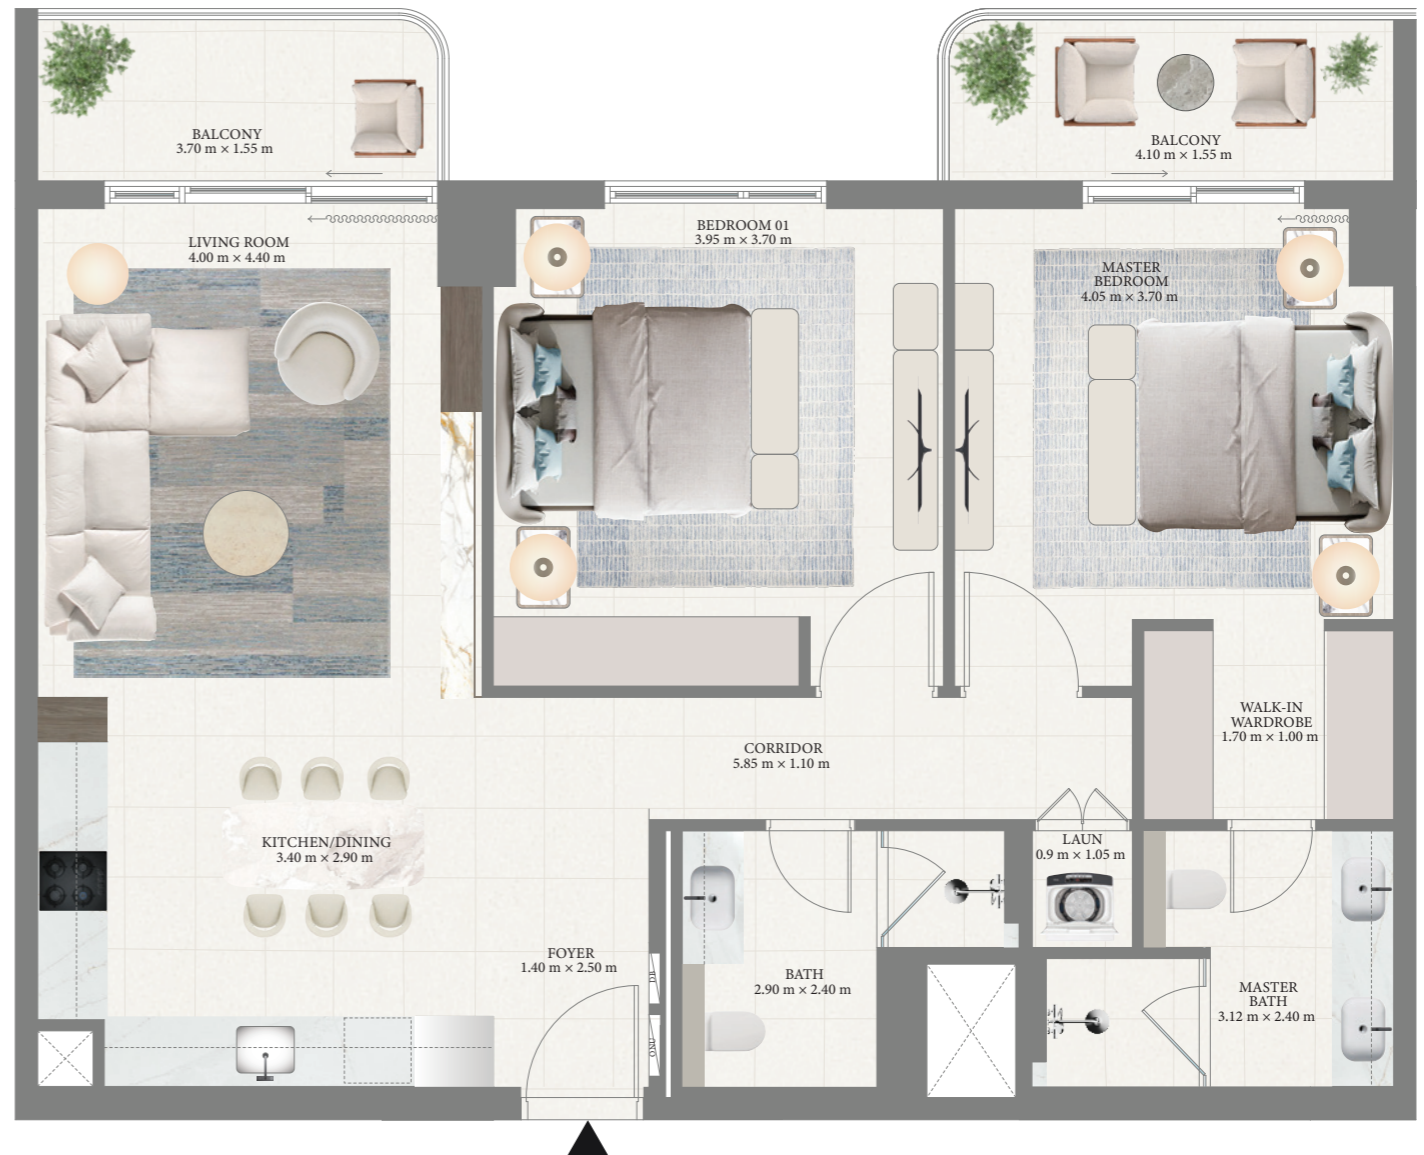 BALCONY
3.70 m × 1.55 m
BALCONY
4.10 m × 1.55 m
LIVING ROOM
4.00 m × 4.40 m
BEDROOM 01
3.95 m × 3.70 m
MASTER
BEDROOM
4.05 m × 3.70 m
WALK-IN
WARDROBE
1.70 m × 1.00 m
CORRIDOR
5.85 m × 1.10 m
KITCHEN/DINING
3.40 m × 2.90 m
LAUN
0.9 m × 1.05 m
FOYER
1.40 m × 2.50 m
BATH
2.90 m × 2.40 m
MASTER
BATH
3.12 m × 2.40 m